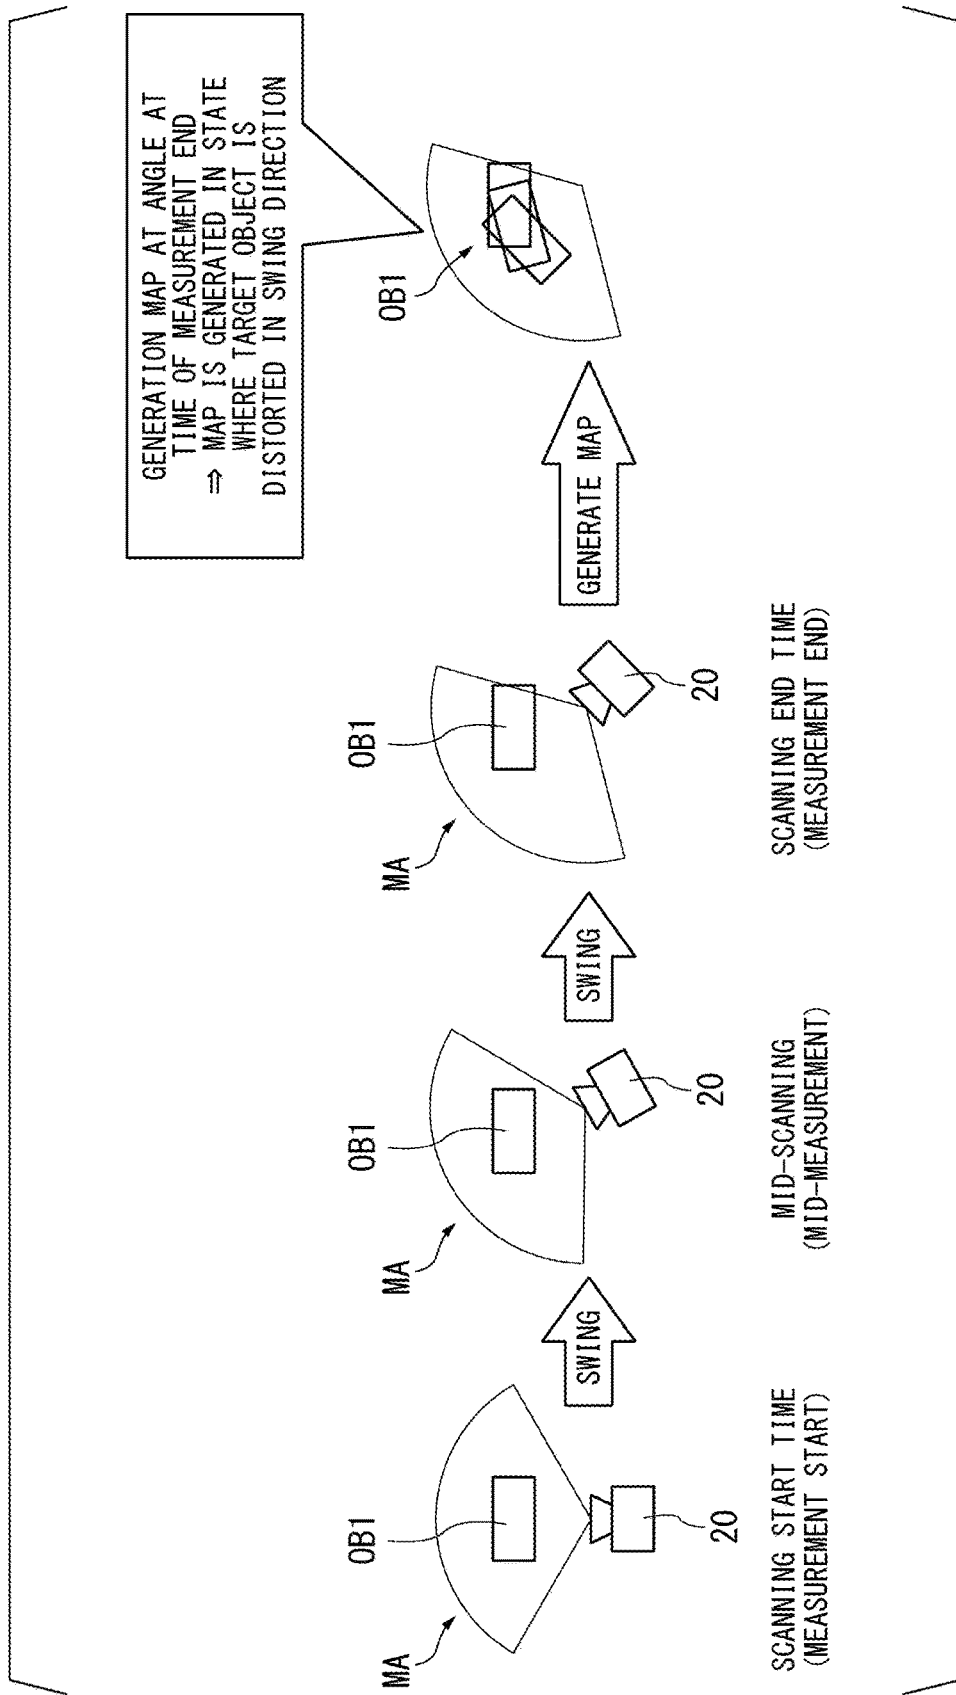 GENERATION MAP AT ANGLE AT
TIME OF MEASUREMENT END
⇒ MAP IS GENERATED IN STATE
WHERE TARGET OBJECT IS
DISTORTED IN SWING DIRECTION
MA
OB1
20
SCANNING START TIME
(MEASUREMENT START)
SWING
MA
OB1
20
MID-SCANNING
(MID-MEASUREMENT)
SWING
MA
OB1
20
SCANNING END TIME
(MEASUREMENT END)
GENERATE MAP
OB1